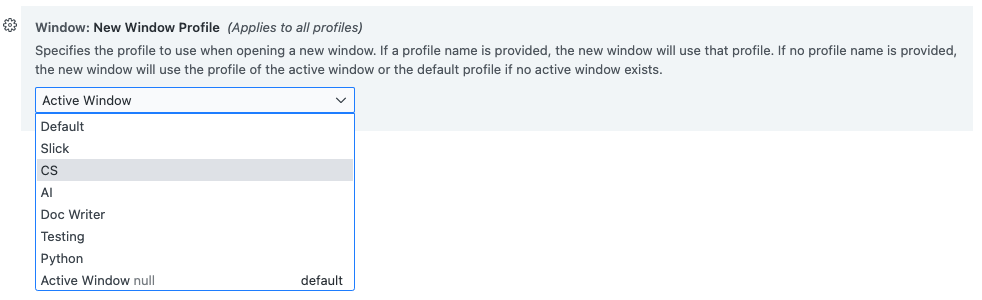 Window: New Window Profile (Applies to all profiles)
Specifies the profile to use when opening a new window. If a profile name is provided, the new window will use that profile. If no profile name is provided,
the new window will use the profile of the active window or the default profile if no active window exists.
Active Window
Default
Slick
CS
AI
Doc Writer
Testing
Python
Active Window null default